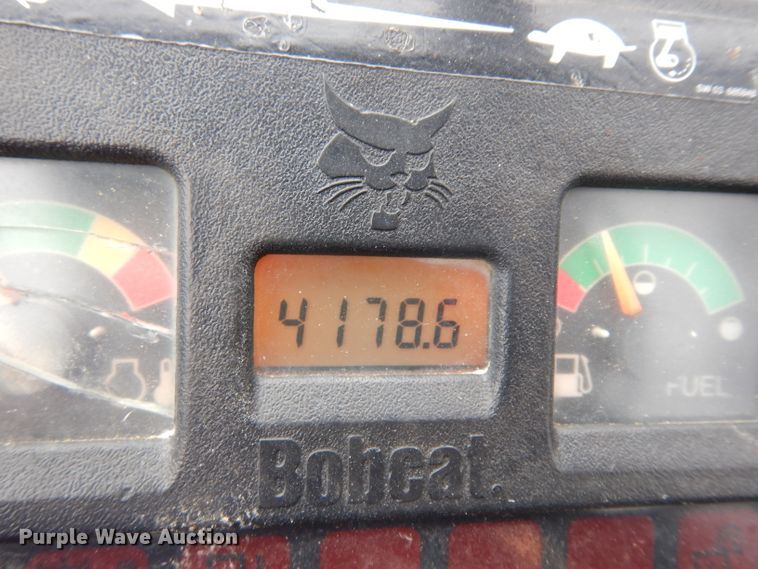 4178.6
FUEL
Bobcat.
Purple Wave Auction